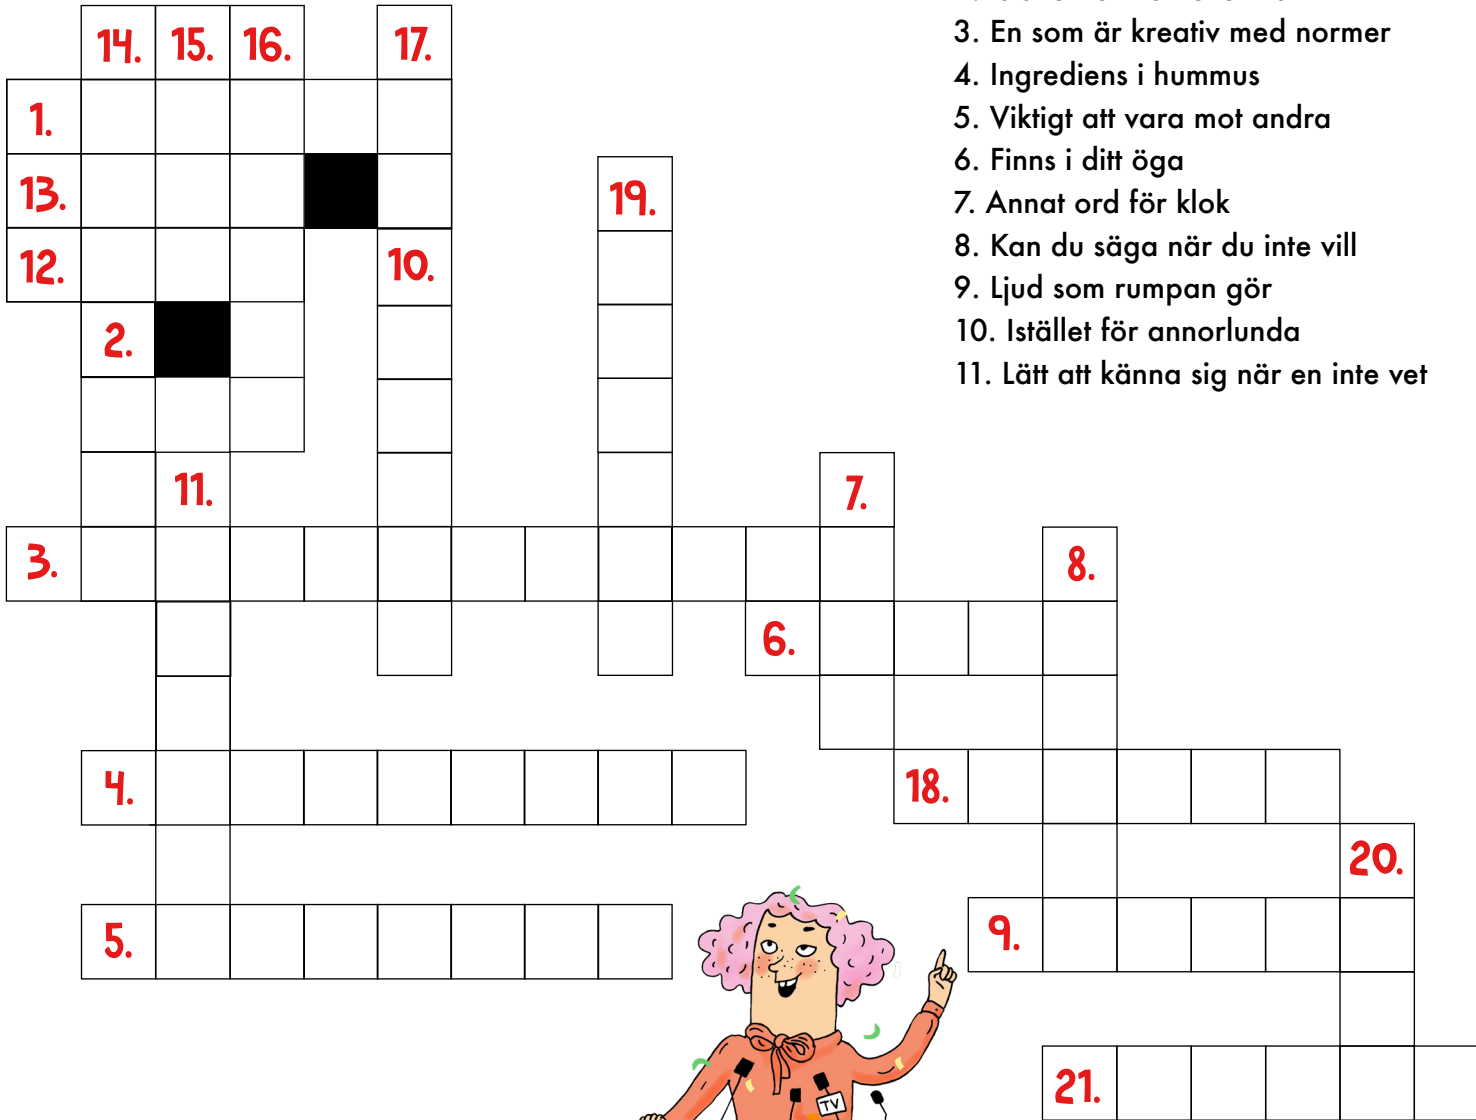 14. 15. 16. 17.
1.
13. 19.
12. 10.
2.
11. 7.
3. 8.
6.
4. 18.
20.
5. 9.
21.
TV
3. En som är kreativ med normer
4. Ingrediens i hummus
5. Viktigt att vara mot andra
6. Finns i ditt öga
7. Annat ord för klok
8. Kan du säga när du inte vill
9. Ljud som rumpan gör
10. Istället för annorlunda
11. Lätt att känna sig när en inte vet